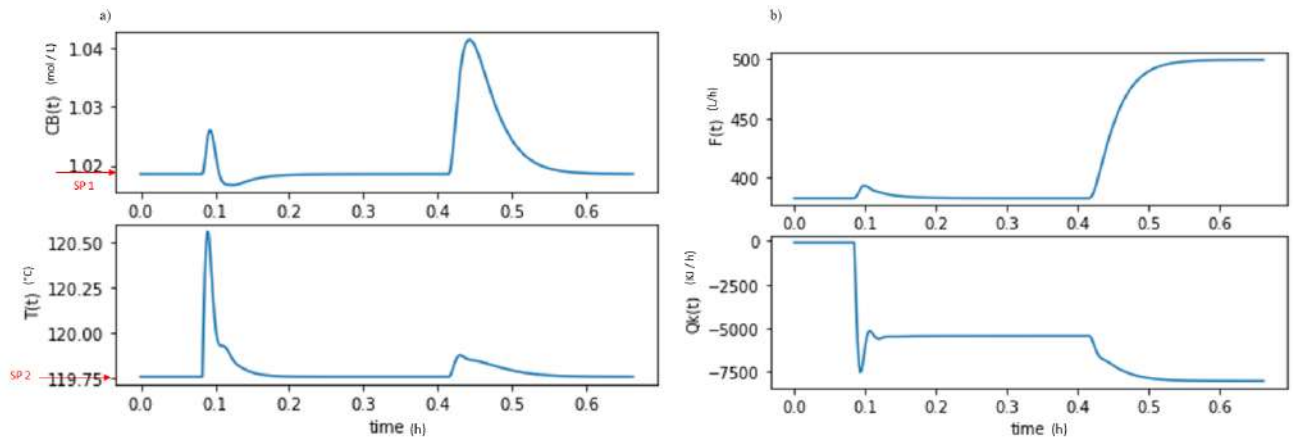 a)
CB(t) (mol / L)
1.04
1.03
1.02
SP 1
0.0 0.1 0.2 0.3 0.4 0.5 0.6
T(t) (°C)
120.50
120.25
120.00
119.75
SP 2
0.0 0.1 0.2 0.3 0.4 0.5 0.6
time (h)
b)
F(t) (L/h)
500
450
400
0.0 0.1 0.2 0.3 0.4 0.5 0.6
Qk(t) (KJ / h)
0
−2500
−5000
−7500
0.0 0.1 0.2 0.3 0.4 0.5 0.6
time (h)